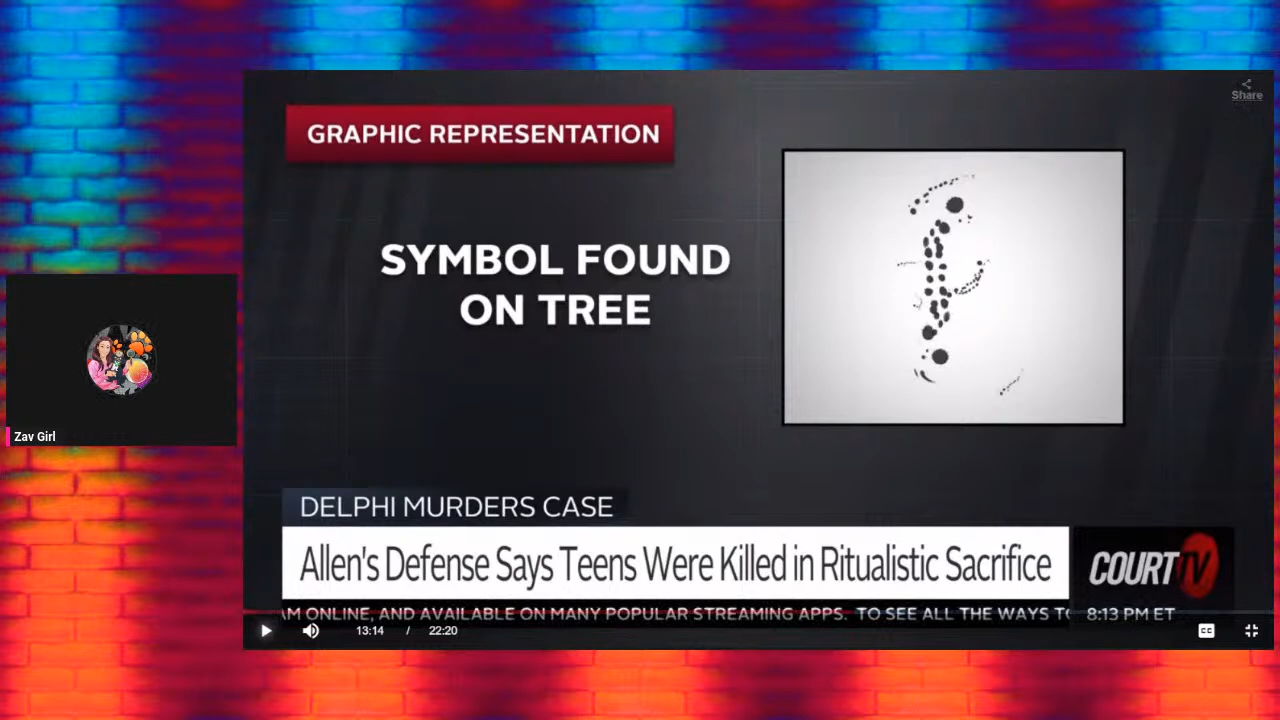 Share
GRAPHIC REPRESENTATION
SYMBOL FOUND
ON TREE
Zav Girl
DELPHI MURDERS CASE
Allen's Defense Says Teens Were Killed in Ritualistic Sacrifice
COURT TV
AM ONLINE, AND AVAILABLE ON MANY POPULAR STREAMING APPS. TO SEE ALL THE WAYS TO 8:13 PM ET
13:14 / 22:20
CC